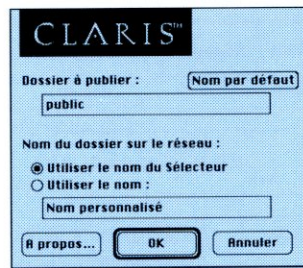 CLARIS™
Dossier à publier : Nom par défaut
public
Nom du dossier sur le réseau :
Utiliser le nom du Sélecteur
Utiliser le nom :
Nom personnalisé
A propos... OK Annuler